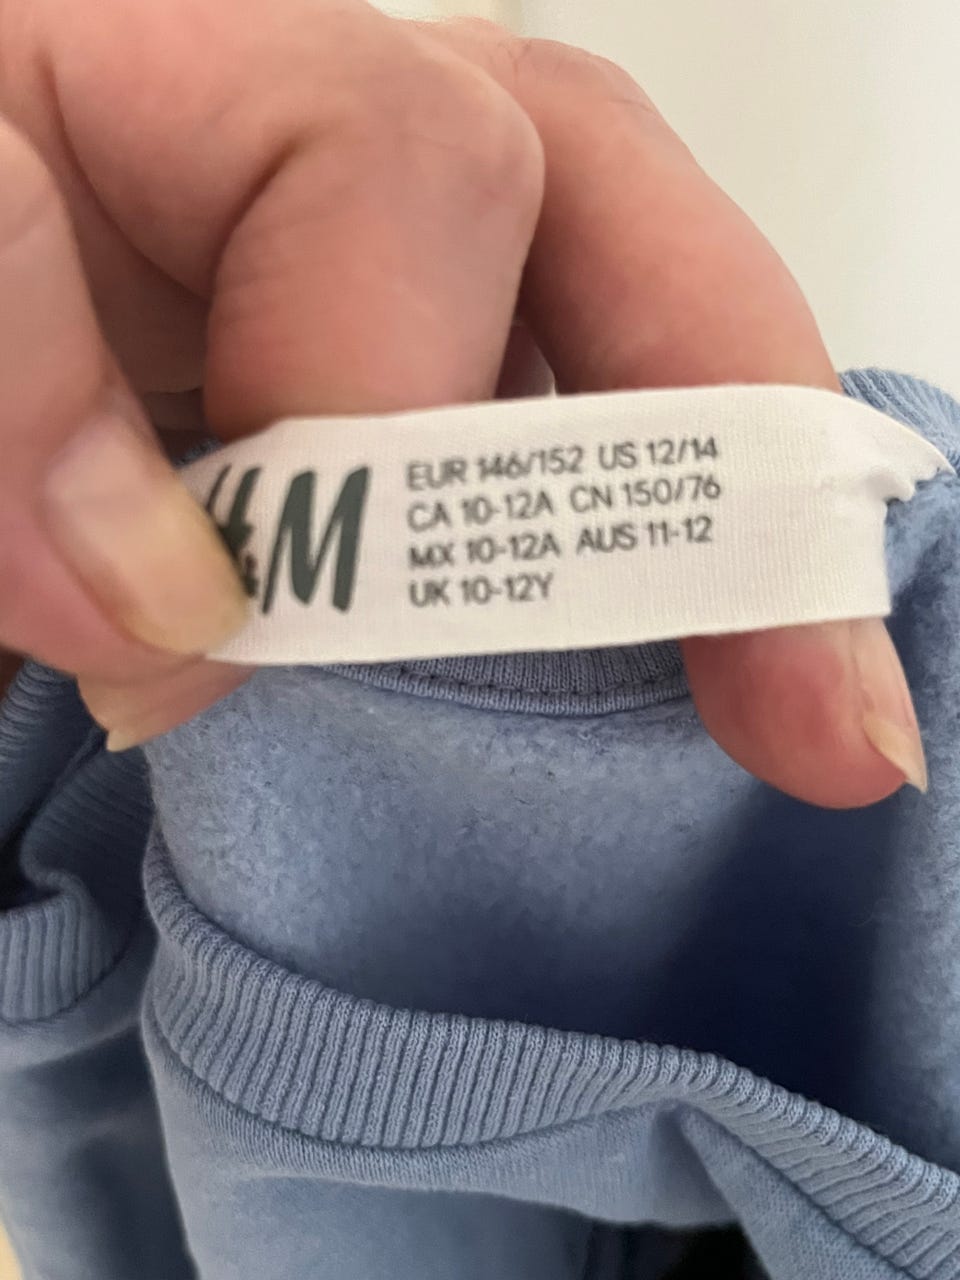 H&M
EUR 146/152 US 12/14
CA 10-12A CN 150/76
MX 10-12A AUS 11-12
UK 10-12Y